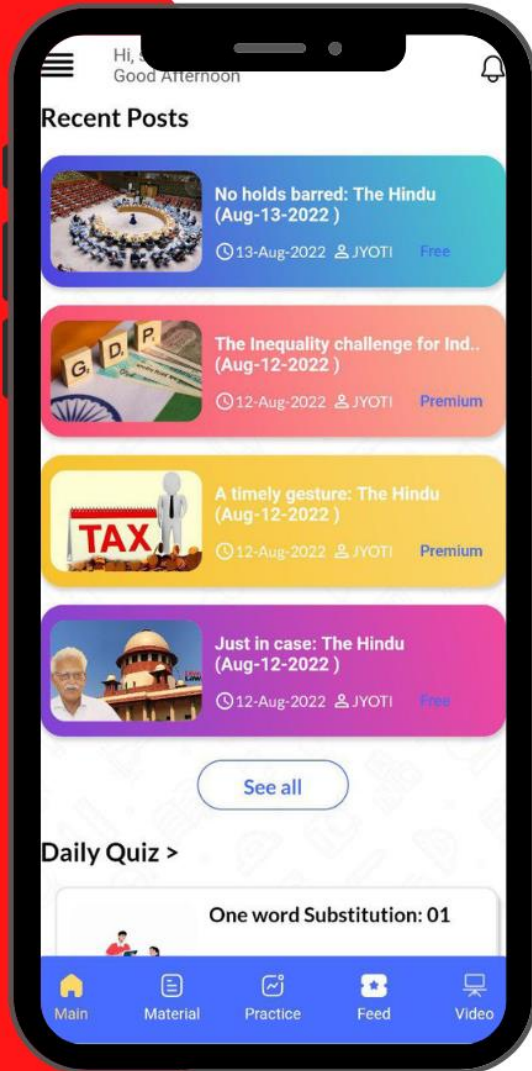 Hi,
Good Afternoon
Recent Posts
No holds barred: The Hindu
(Aug-13-2022 )
13-Aug-2022 JYOTI Free
G D P
The Inequality challenge for Ind..
(Aug-12-2022 )
12-Aug-2022 JYOTI Premium
TAX
A timely gesture: The Hindu
(Aug-12-2022 )
12-Aug-2022 JYOTI Premium
Just in case: The Hindu
(Aug-12-2022 )
12-Aug-2022 JYOTI Free
See all
Daily Quiz >
One word Substitution: 01
Main Material Practice Feed Video